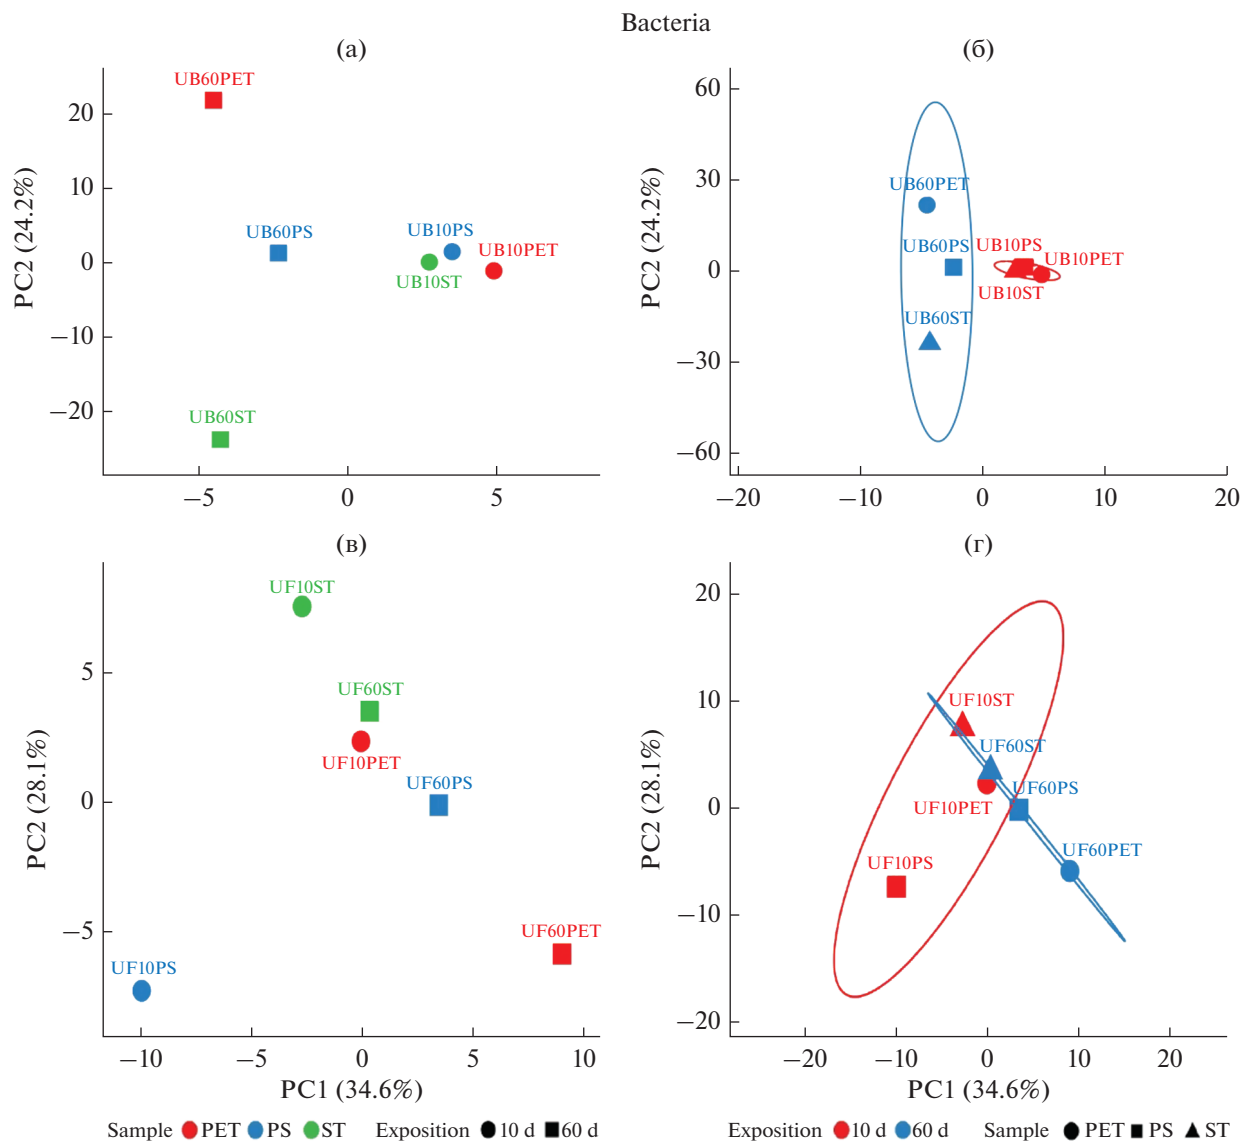 Bacteria
(а)
UB60PET
UB60PS
UB10PS
UB10PET
UB10ST
UB60ST
20
10
0
−10
−20
−5 0 5
PC2 (24.2%)
(б)
UB60PET
UB60PS
UB10PS
UB10PET
UB10ST
UB60ST
60
30
0
−30
−60
−20 −10 0 10 20
PC2 (24.2%)
(в)
UF10ST
UF60ST
UF10PET
UF60PS
UF60PET
UF10PS
5
0
−5
−10 −5 0 5 10
PC2 (28.1%)
PC1 (34.6%)
(г)
UF10ST
UF60ST
UF60PS
UF10PET
UF60PET
UF10PS
20
10
0
−10
−20
−20 −10 0 10 20
PC2 (28.1%)
PC1 (34.6%)
Sample PET PS ST Exposition 10 d 60 d
Exposition 10 d 60 d Sample PET PS ST